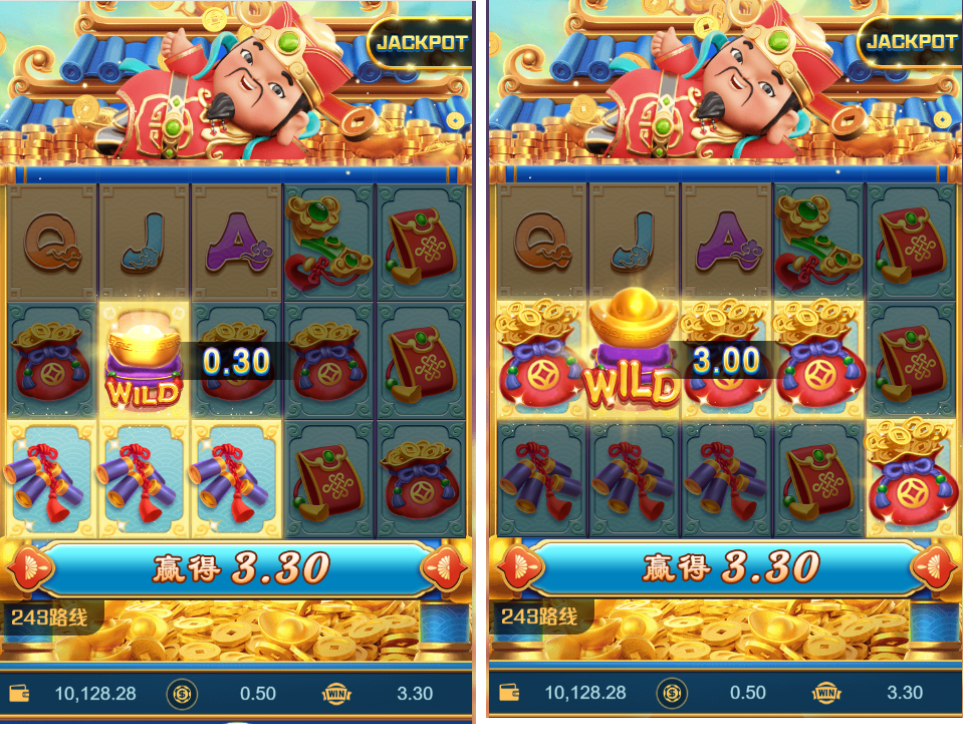 JACKPOT
Q J A
WILD
0.30
赢得 3.30
243路线
10,128.28 0.50 WIN 3.30
JACKPOT
Q J A
WILD
3.00
赢得 3.30
243路线
10,128.28 0.50 WIN 3.30